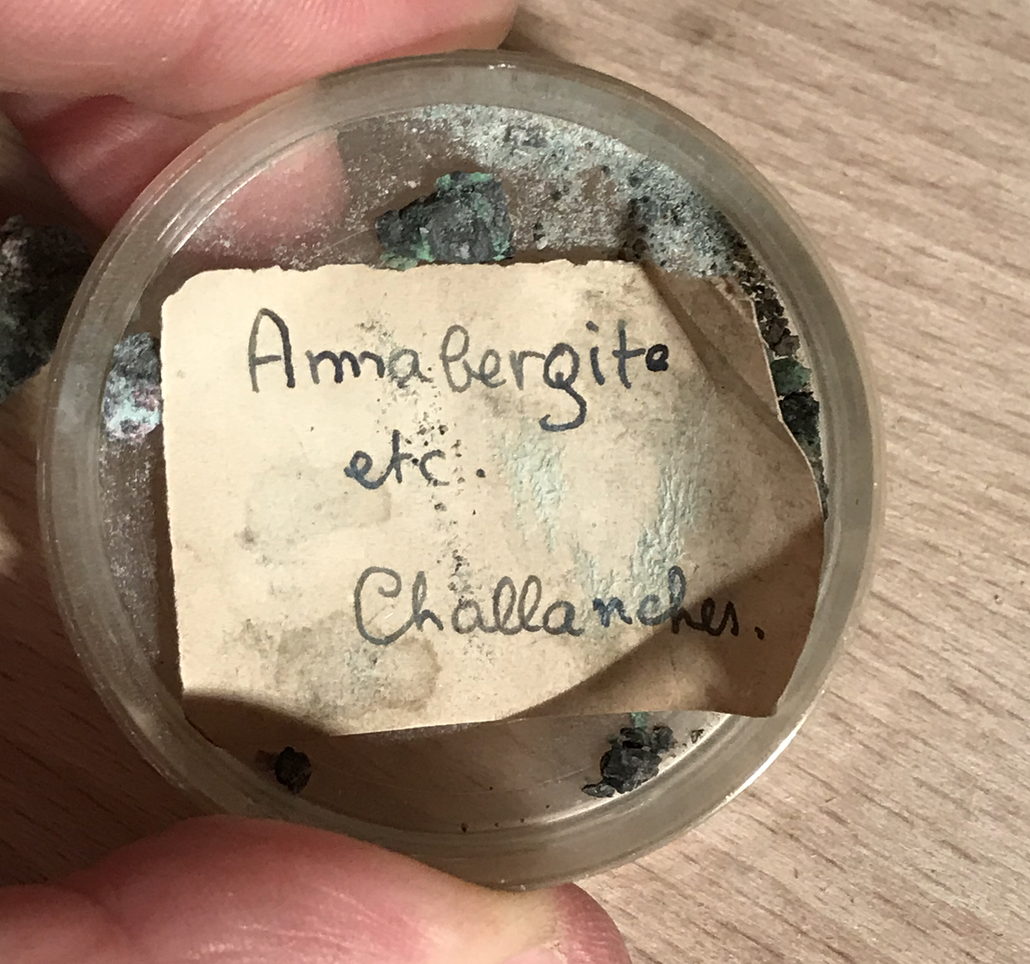 Annabergite
etc.
Challanches.